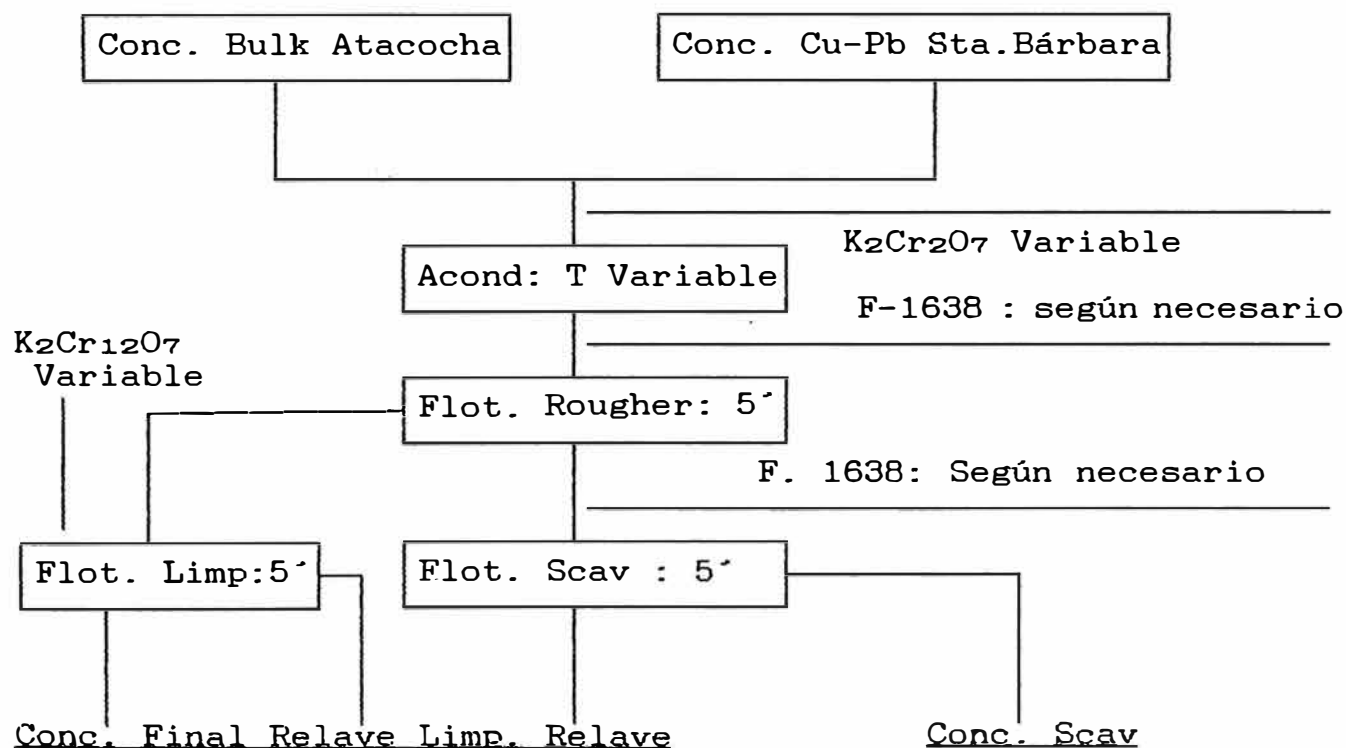 Conc. Bulk Atacocha
Conc. Cu-Pb Sta.Bárbara
K2Cr2O7 Variable
Acond: T Variable
F-1638 : según necesario
K2Cr12O7
Variable
Flot. Rougher: 5´
F. 1638: Según necesario
Flot. Limp:5´
Flot. Scav : 5´
Conc. Final Relave Limp. Relave
Conc. Scav